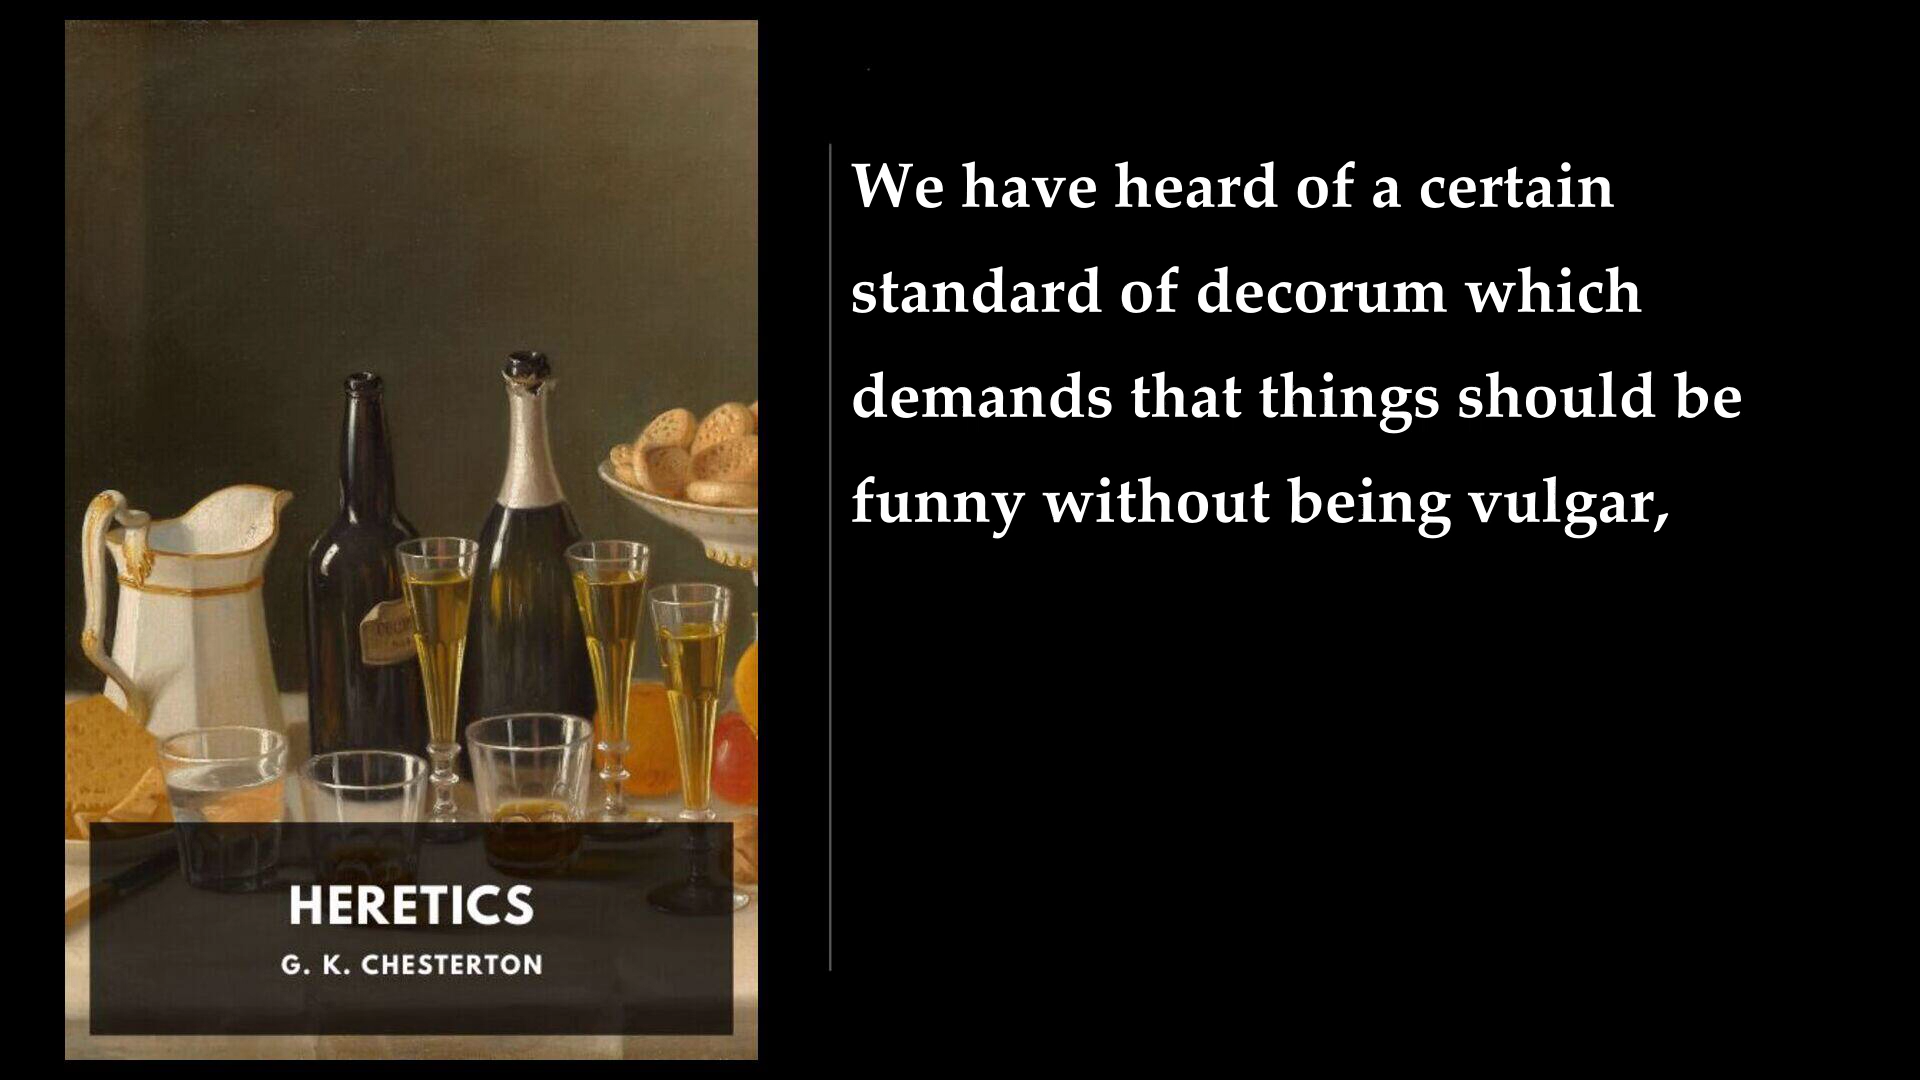 We have heard of a certain
standard of decorum which
demands that things should be
funny without being vulgar,
HERETICS
G. K. CHESTERTON